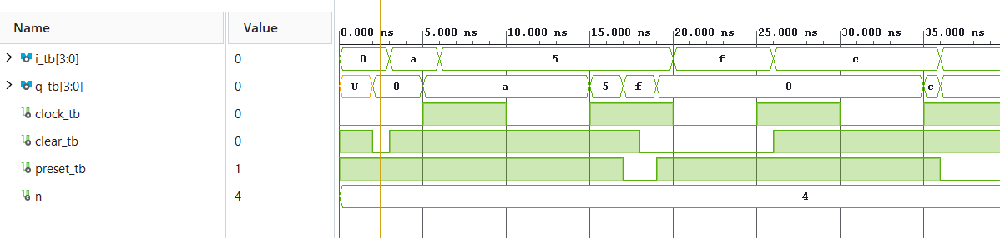 Name Value
0.000 ns 5.000 ns 10.000 ns 15.000 ns 20.000 ns 25.000 ns 30.000 ns 35.000 ns
i_tb[3:0] 0 0 a 5 f c
q_tb[3:0] 0 U 0 a 5 f 0 c
clock_tb 0
clear_tb 0
preset_tb 1
n 4 4